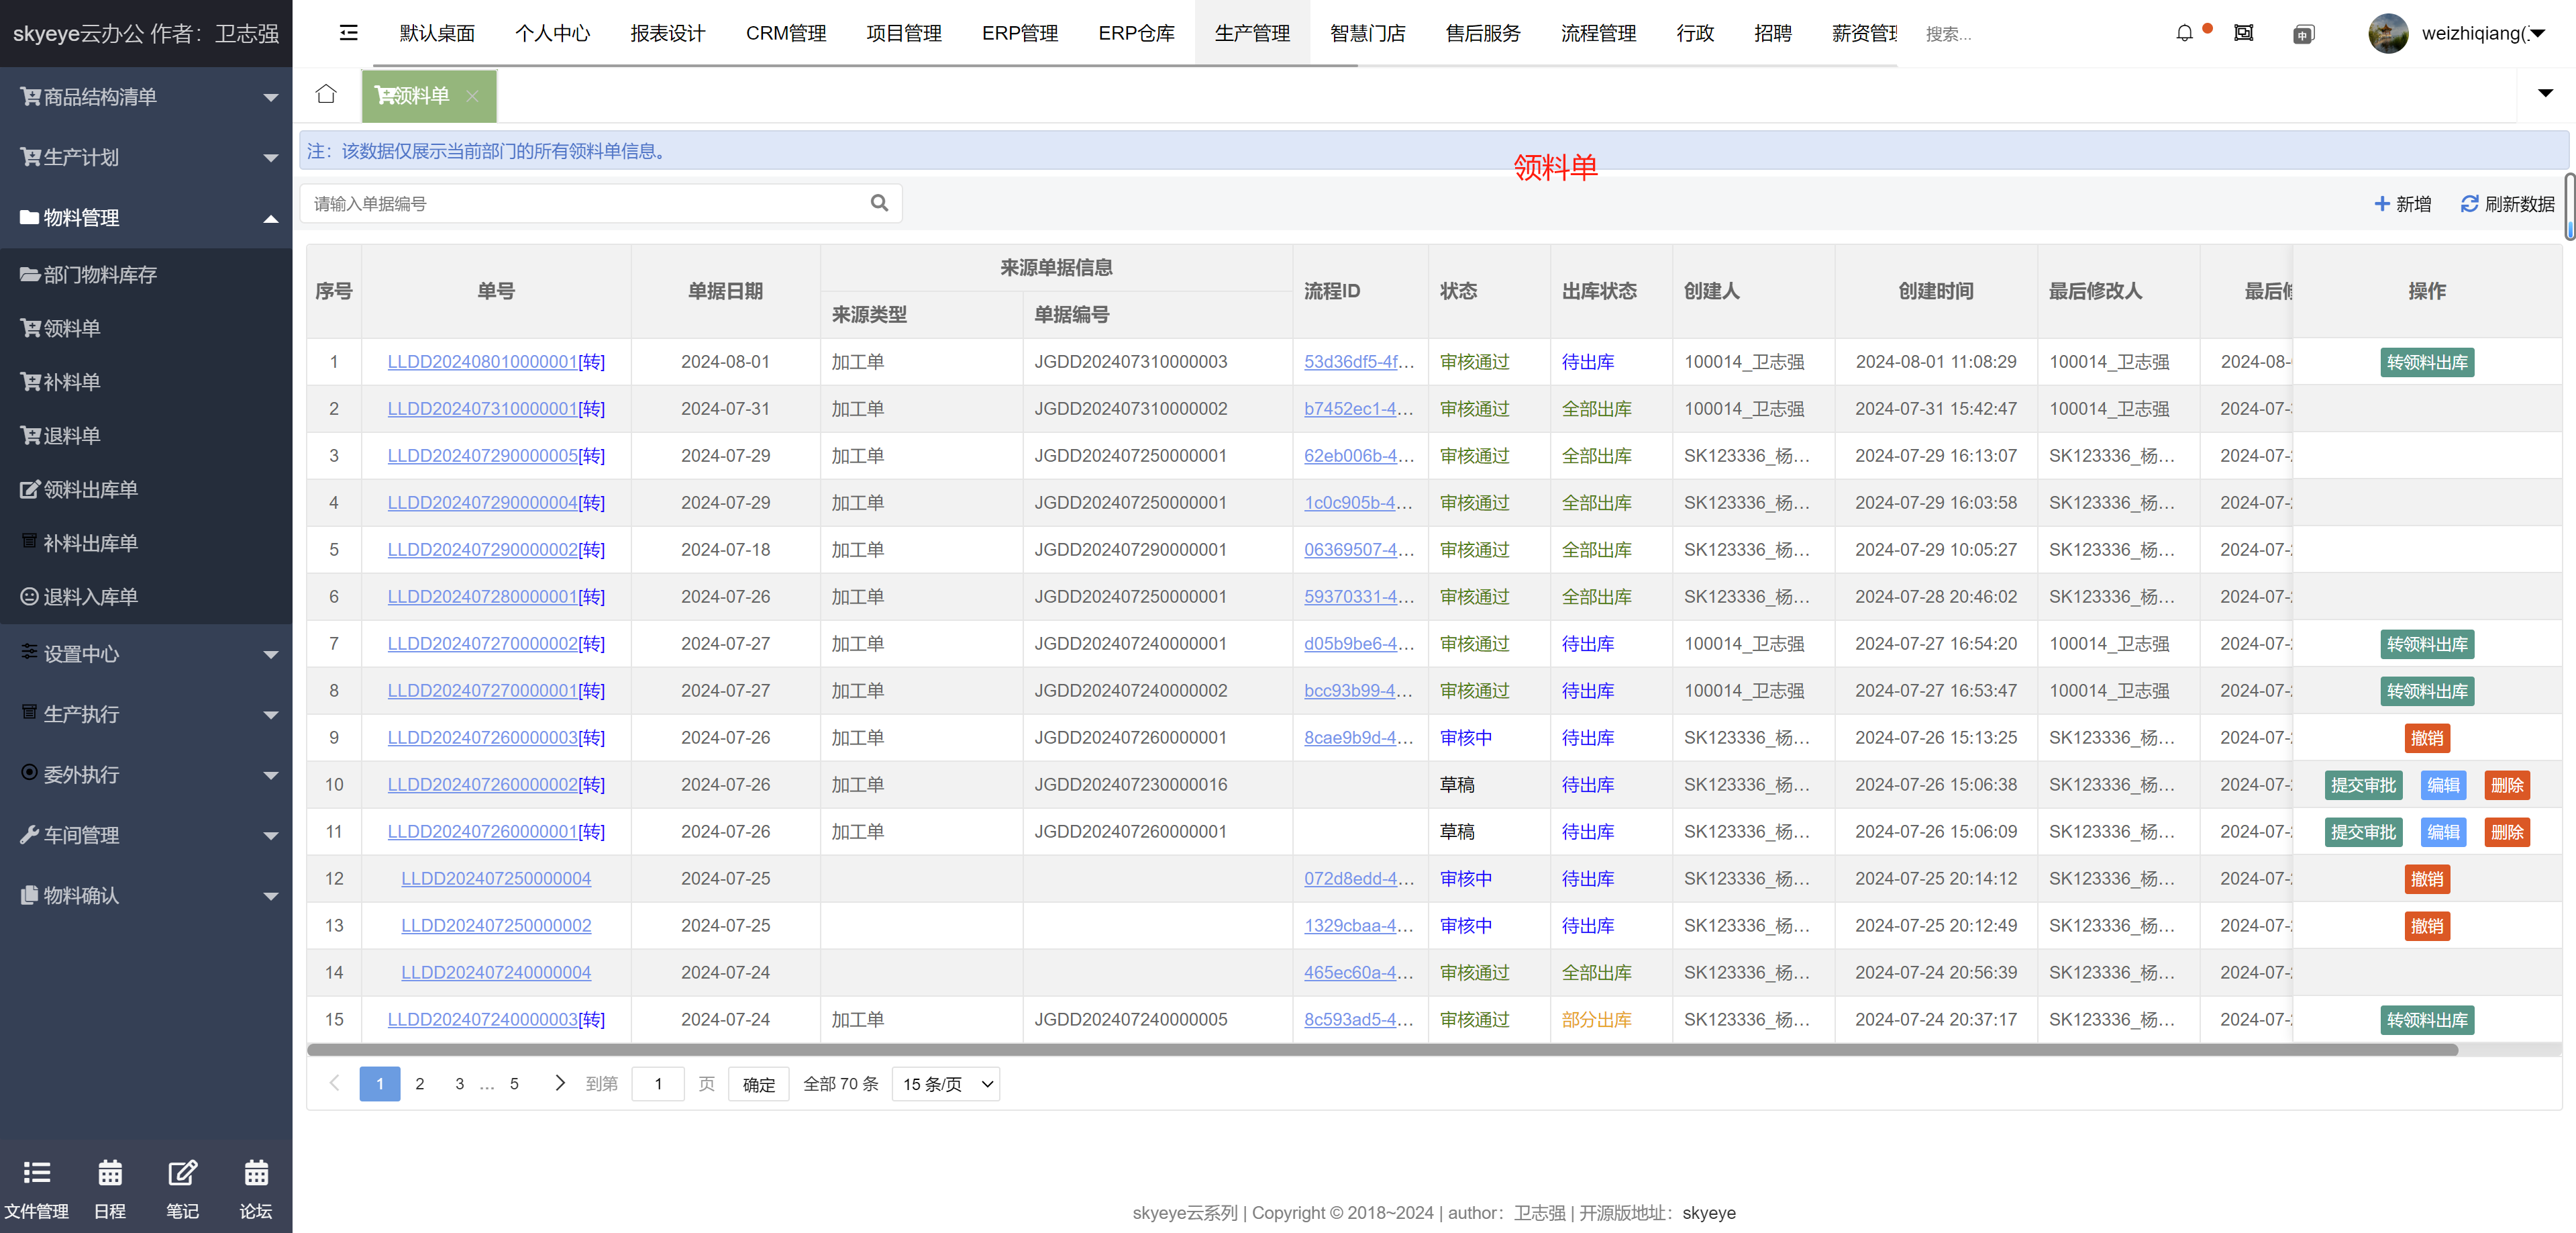 skyeye云办公 作者：卫志强
默认桌面 个人中心 报表设计 CRM管理 项目管理 ERP管理 ERP仓库 生产管理 智慧门店 售后服务 流程管理 行政 招聘 薪资管理 搜索... 中 weizhiqiang(
商品结构清单
生产计划
物料管理
部门物料库存
领料单
补料单
退料单
领料出库单
补料出库单
退料入库单
设置中心
生产执行
委外执行
车间管理
物料确认
文件管理 日程 笔记 论坛
领料单
注：该数据仅展示当前部门的所有领料单信息。
领料单
请输入单据编号 新增 刷新数据
序号 单号 单据日期 来源单据信息 流程ID 状态 出库状态 创建人 创建时间 最后修改人 最后修 操作
来源类型 单据编号
1 LLDD202408010000001[转] 2024-08-01 加工单 JGDD202407310000003 53d36df5-4f... 审核通过 待出库 100014_卫志强 2024-08-01 11:08:29 100014_卫志强 2024-08- 转领料出库
2 LLDD202407310000001[转] 2024-07-31 加工单 JGDD202407310000002 b7452ec1-4... 审核通过 全部出库 100014_卫志强 2024-07-31 15:42:47 100014_卫志强 2024-07-
3 LLDD202407290000005[转] 2024-07-29 加工单 JGDD202407250000001 62eb006b-4... 审核通过 全部出库 SK123336_杨... 2024-07-29 16:13:07 SK123336_杨... 2024-07-
4 LLDD202407290000004[转] 2024-07-29 加工单 JGDD202407250000001 1c0c905b-4... 审核通过 全部出库 SK123336_杨... 2024-07-29 16:03:58 SK123336_杨... 2024-07-
5 LLDD202407290000002[转] 2024-07-18 加工单 JGDD202407290000001 06369507-4... 审核通过 全部出库 SK123336_杨... 2024-07-29 10:05:27 SK123336_杨... 2024-07-
6 LLDD202407280000001[转] 2024-07-26 加工单 JGDD202407250000001 59370331-4... 审核通过 全部出库 SK123336_杨... 2024-07-28 20:46:02 SK123336_杨... 2024-07-
7 LLDD202407270000002[转] 2024-07-27 加工单 JGDD202407240000001 d05b9be6-4... 审核通过 待出库 100014_卫志强 2024-07-27 16:54:20 100014_卫志强 2024-07- 转领料出库
8 LLDD202407270000001[转] 2024-07-27 加工单 JGDD202407240000002 bcc93b99-4... 审核通过 待出库 100014_卫志强 2024-07-27 16:53:47 100014_卫志强 2024-07- 转领料出库
9 LLDD202407260000003[转] 2024-07-26 加工单 JGDD202407260000001 8cae9b9d-4... 审核中 待出库 SK123336_杨... 2024-07-26 15:13:25 SK123336_杨... 2024-07- 撤销
10 LLDD202407260000002[转] 2024-07-26 加工单 JGDD202407230000016 草稿 待出库 SK123336_杨... 2024-07-26 15:06:38 SK123336_杨... 2024-07- 提交审批 编辑 删除
11 LLDD202407260000001[转] 2024-07-26 加工单 JGDD202407260000001 草稿 待出库 SK123336_杨... 2024-07-26 15:06:09 SK123336_杨... 2024-07- 提交审批 编辑 删除
12 LLDD202407250000004 2024-07-25 072d8edd-4... 审核中 待出库 SK123336_杨... 2024-07-25 20:14:12 SK123336_杨... 2024-07- 撤销
13 LLDD202407250000002 2024-07-25 1329cbaa-4... 审核中 待出库 SK123336_杨... 2024-07-25 20:12:49 SK123336_杨... 2024-07- 撤销
14 LLDD202407240000004 2024-07-24 465ec60a-4... 审核通过 全部出库 SK123336_杨... 2024-07-24 20:56:39 SK123336_杨... 2024-07-
15 LLDD202407240000003[转] 2024-07-24 加工单 JGDD202407240000005 8c593ad5-4... 审核通过 部分出库 SK123336_杨... 2024-07-24 20:37:17 SK123336_杨... 2024-07- 转领料出库
1 2 3 ... 5 到第 1 页 确定 全部 70 条 15 条/页
skyeye云系列 | Copyright © 2018~2024 | author：卫志强 | 开源版地址：skyeye